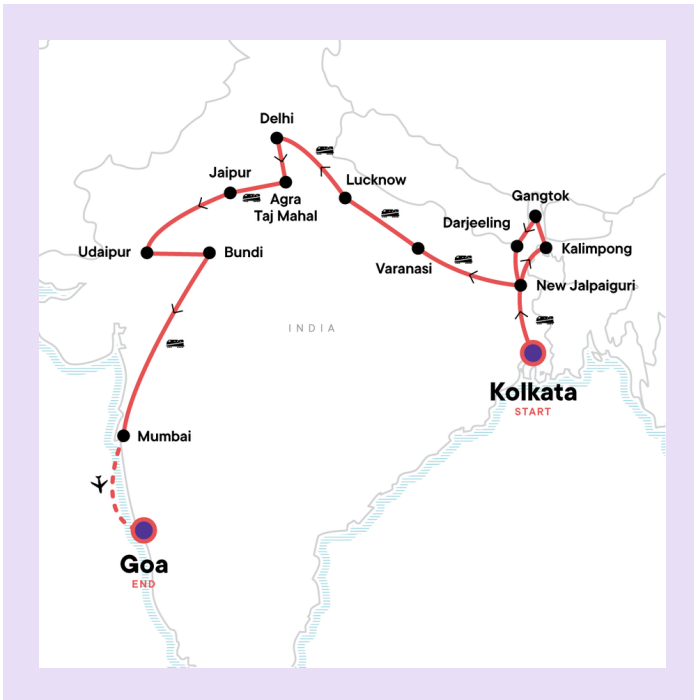 Delhi
Jaipur
Lucknow
Agra
Taj Mahal
Gangtok
Darjeeling
Udaipur
Bundi
Kalimpong
Varanasi
New Jalpaiguri
INDIA
Kolkata
START
Mumbai
Goa
END